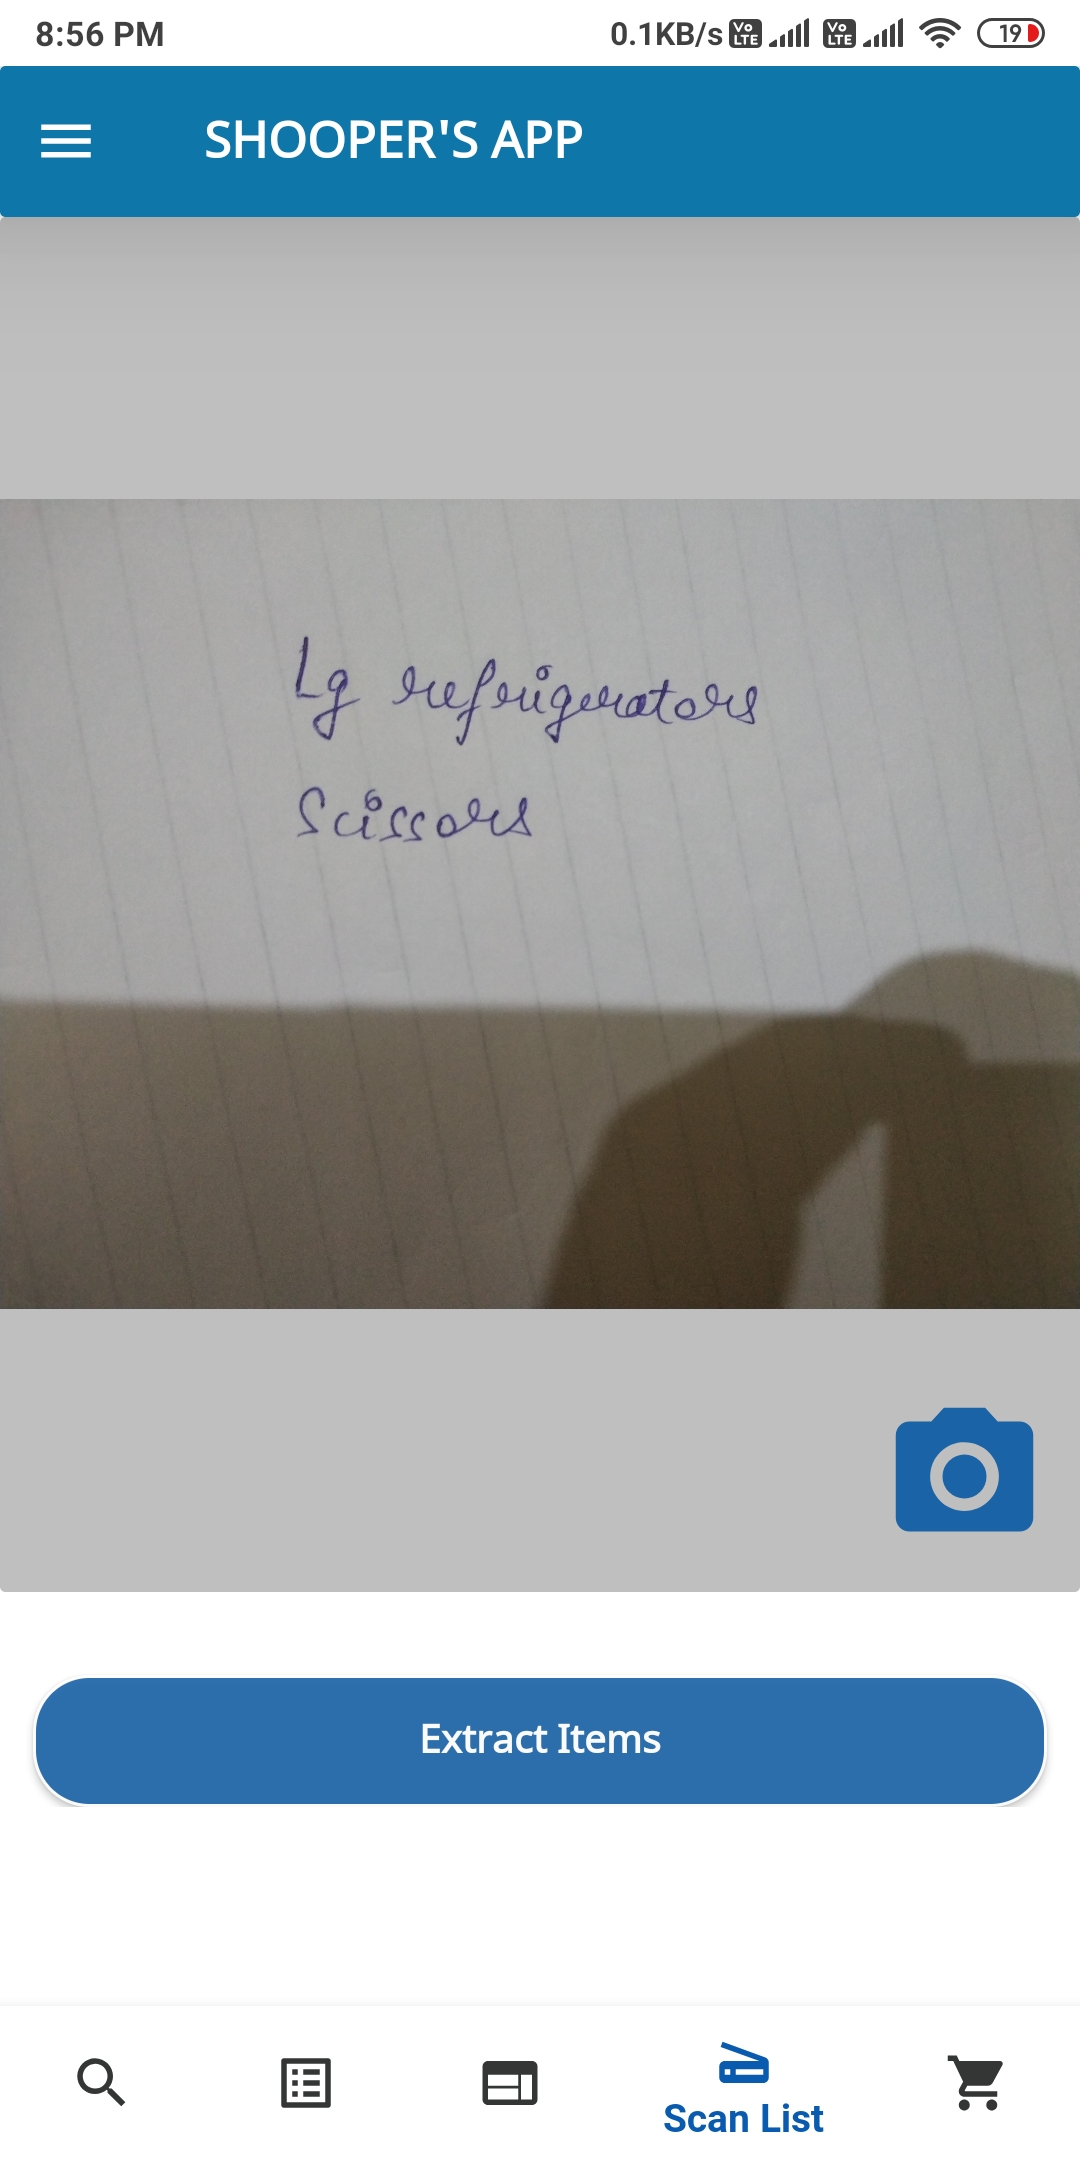 8:56 PM 0.1KB/s Vo LTE Vo LTE 19
SHOOPER'S APP
Lg refrigerators
Scissors
Extract Items
Scan List